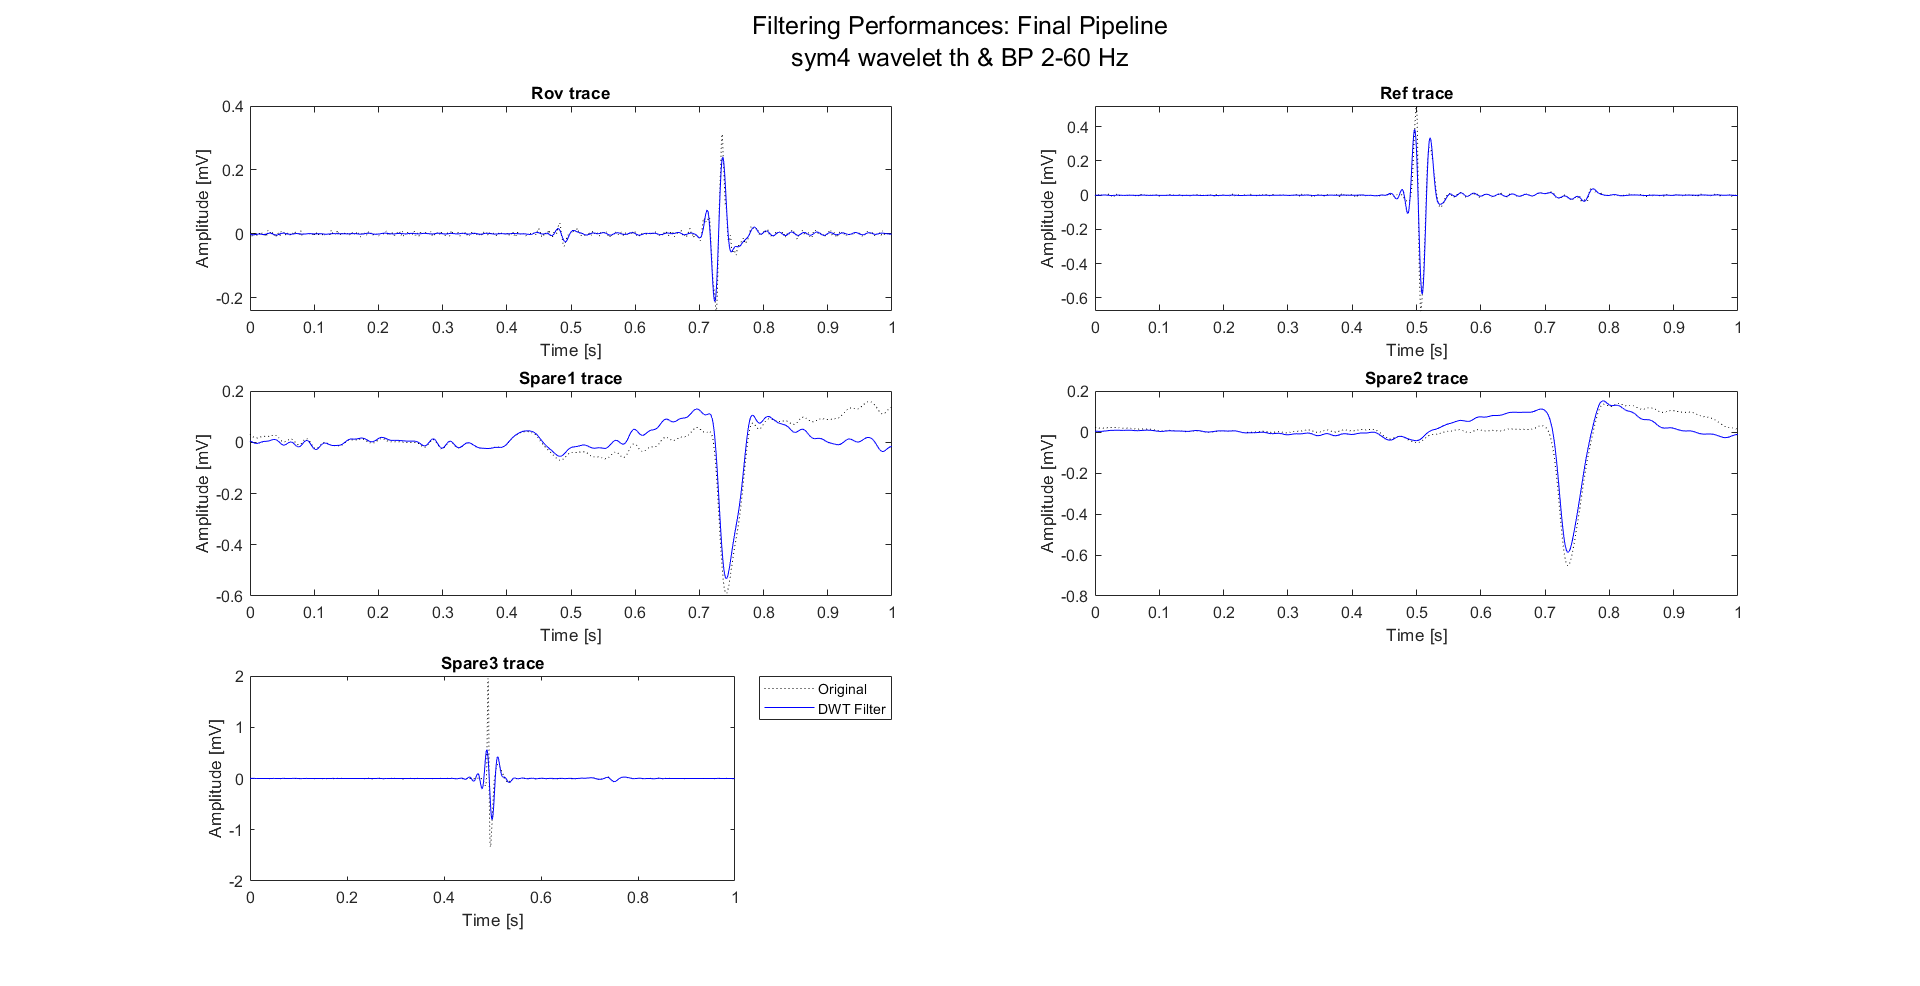 Filtering Performances: Final Pipeline
sym4 wavelet th & BP 2-60 Hz
Rov trace
Amplitude [mV]
0.4
0.2
0
-0.2
0 0.1 0.2 0.3 0.4 0.5 0.6 0.7 0.8 0.9 1
Time [s]
Ref trace
Amplitude [mV]
0.4
0.2
0
-0.2
-0.4
-0.6
0 0.1 0.2 0.3 0.4 0.5 0.6 0.7 0.8 0.9 1
Time [s]
Spare1 trace
Amplitude [mV]
0.2
0
-0.2
-0.4
-0.6
0 0.1 0.2 0.3 0.4 0.5 0.6 0.7 0.8 0.9 1
Time [s]
Spare2 trace
Amplitude [mV]
0.2
0
-0.2
-0.4
-0.6
-0.8
0 0.1 0.2 0.3 0.4 0.5 0.6 0.7 0.8 0.9 1
Time [s]
Spare3 trace
Amplitude [mV]
2
1
0
-1
-2
0 0.2 0.4 0.6 0.8 1
Time [s]
Original
DWT Filter